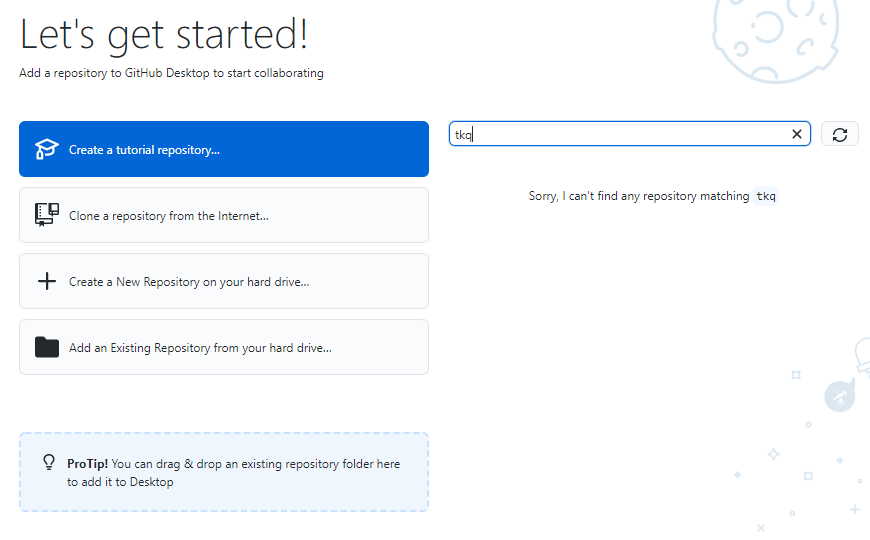 Let's get started!
Add a repository to GitHub Desktop to start collaborating
Create a tutorial repository...
Clone a repository from the Internet...
Create a New Repository on your hard drive...
Add an Existing Repository from your hard drive...
ProTip! You can drag & drop an existing repository folder here
to add it to Desktop
tkq
Sorry, I can't find any repository matching tkq